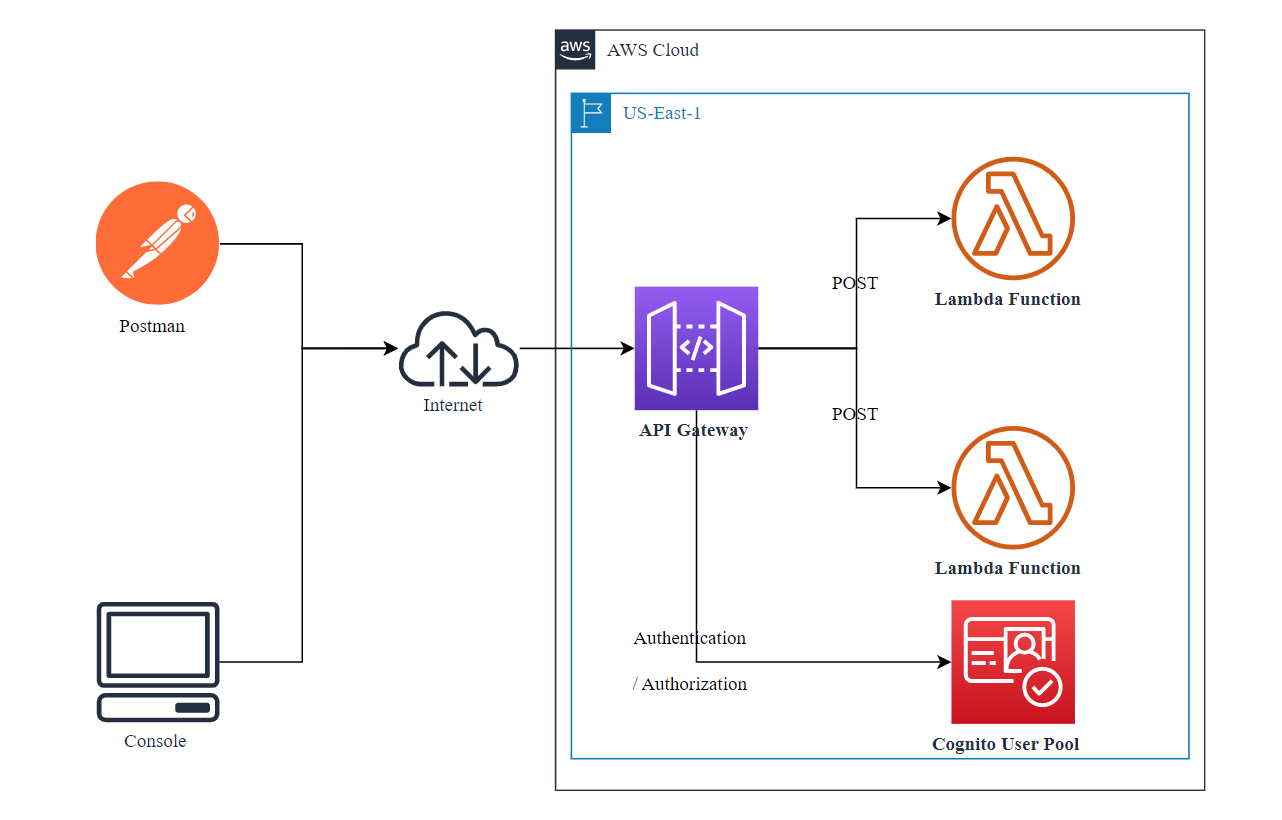 aws
AWS Cloud
US-East-1
Postman
Internet
</>
API Gateway
POST
Lambda Function
POST
Lambda Function
Authentication
/ Authorization
Console
Cognito User Pool